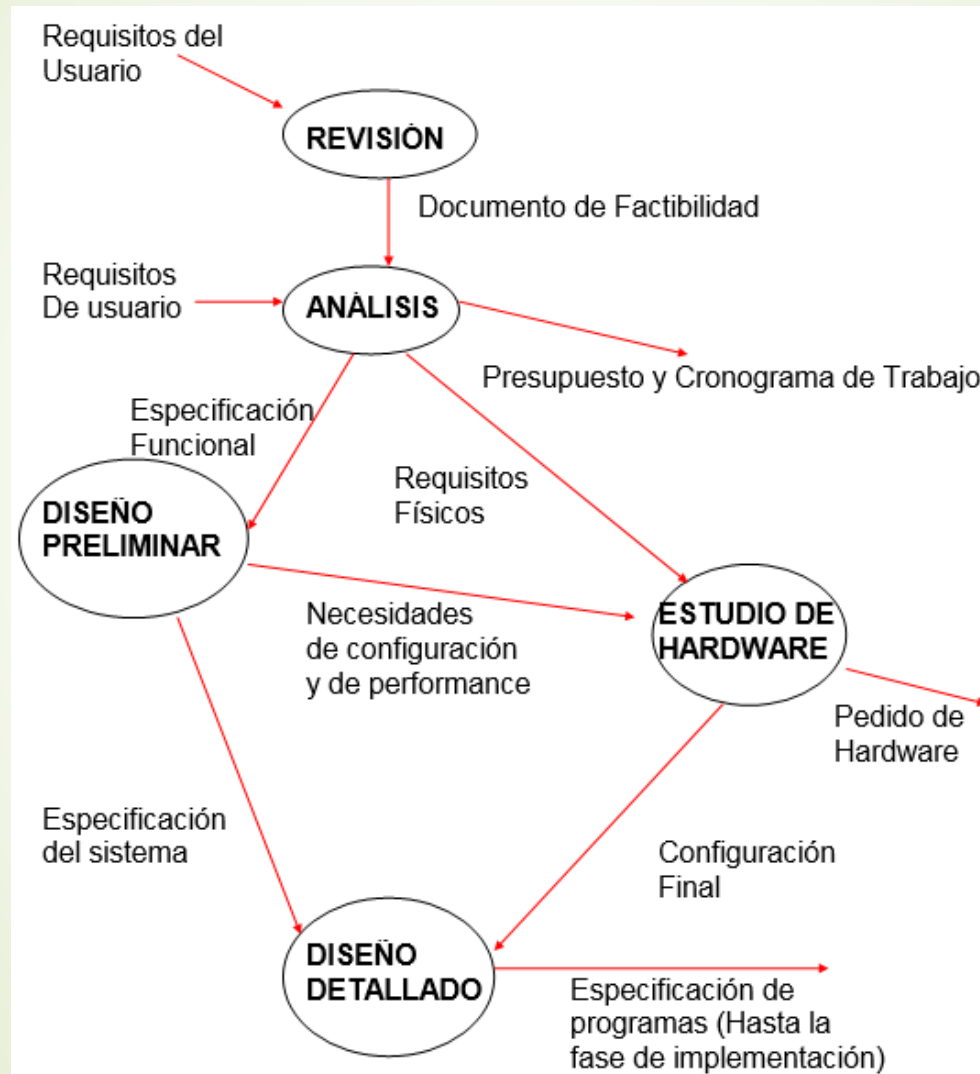 Requisitos del
Usuario
REVISIÓN
Documento de Factibilidad
Requisitos
De usuario
ANÁLISIS
Presupuesto y Cronograma de Trabajo
Especificación
Funcional
Requisitos
Físicos
DISEÑO
PRELIMINAR
Necesidades
de configuración
y de performance
ESTUDIO DE
HARDWARE
Pedido de
Hardware
Especificación
del sistema
Configuración
Final
DISEÑO
DETALLADO
Especificación de
programas (Hasta la
fase de implementación)